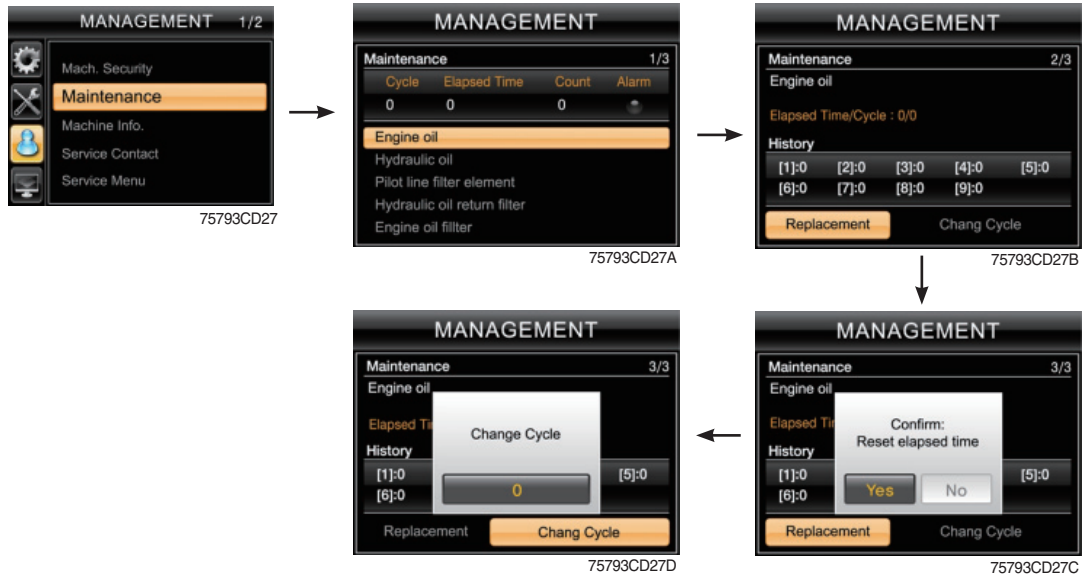 MANAGEMENT 1/2
Mach. Security
Maintenance
Machine Info.
Service Contact
Service Menu
75793CD27
MANAGEMENT
Maintenance 1/3
Cycle Elapsed Time Count Alarm
0 0 0
Engine oil
Hydraulic oil
Pilot line filter element
Hydraulic oil return filter
Engine oil fillter
75793CD27A
MANAGEMENT
Maintenance 2/3
Engine oil
Elapsed Time/Cycle : 0/0
History
[1]:0 [2]:0 [3]:0 [4]:0 [5]:0
[6]:0 [7]:0 [8]:0 [9]:0
Replacement Chang Cycle
75793CD27B
MANAGEMENT
Maintenance 3/3
Engine oil
Elapsed Ti
Confirm:
Reset elapsed time
History
[1]:0 [5]:0
[6]:0
Yes No
Replacement Chang Cycle
75793CD27C
MANAGEMENT
Maintenance 3/3
Engine oil
Elapsed Ti
Change Cycle
History
[1]:0 [5]:0
[6]:0
0
Replacement Chang Cycle
75793CD27D